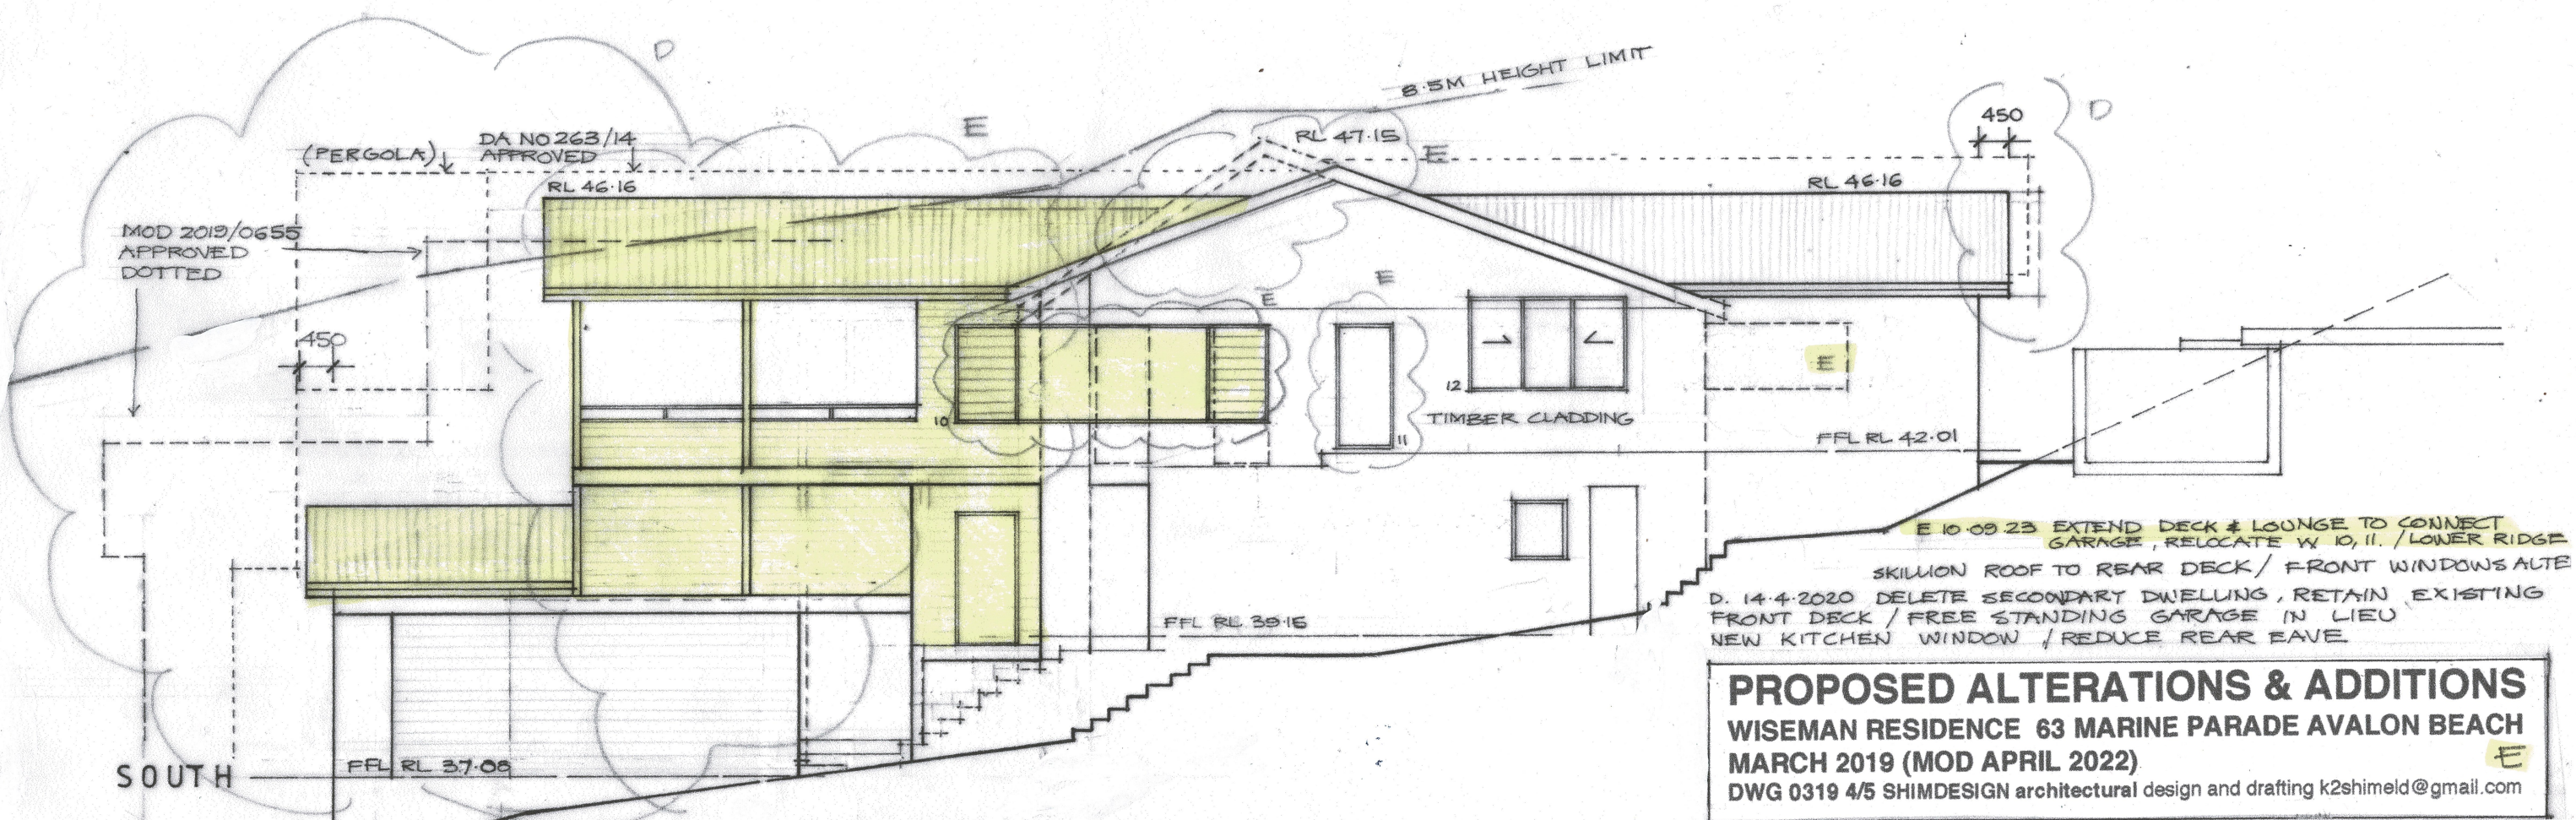 D
8.5M HEIGHT LIMIT
E
RL 47.15
450
D
(PERGOLA)
DA NO 263/14
APPROVED
E
RL 46.16
RL 46.16
MOD 2019/0655
APPROVED
DOTTED
E
E
450
E
12
10
TIMBER CLADDING
11
FFL RL 42.01
E 10.09.23 EXTEND DECK & LOUNGE TO CONNECT
GARAGE, RELOCATE W 10, 11. / LOWER RIDGE
SKILLION ROOF TO REAR DECK / FRONT WINDOWS ALTE
D. 14.4.2020 DELETE SECONDARY DWELLING, RETAIN EXISTING
FRONT DECK / FREE STANDING GARAGE IN LIEU
NEW KITCHEN WINDOW / REDUCE REAR EAVE
FFL RL 39.15
PROPOSED ALTERATIONS & ADDITIONS
WISEMAN RESIDENCE 63 MARINE PARADE AVALON BEACH
MARCH 2019 (MOD APRIL 2022)
E
DWG 0319 4/5 SHIMDESIGN architectural design and drafting k2shimeld@gmail.com
SOUTH
FFL RL 37.08